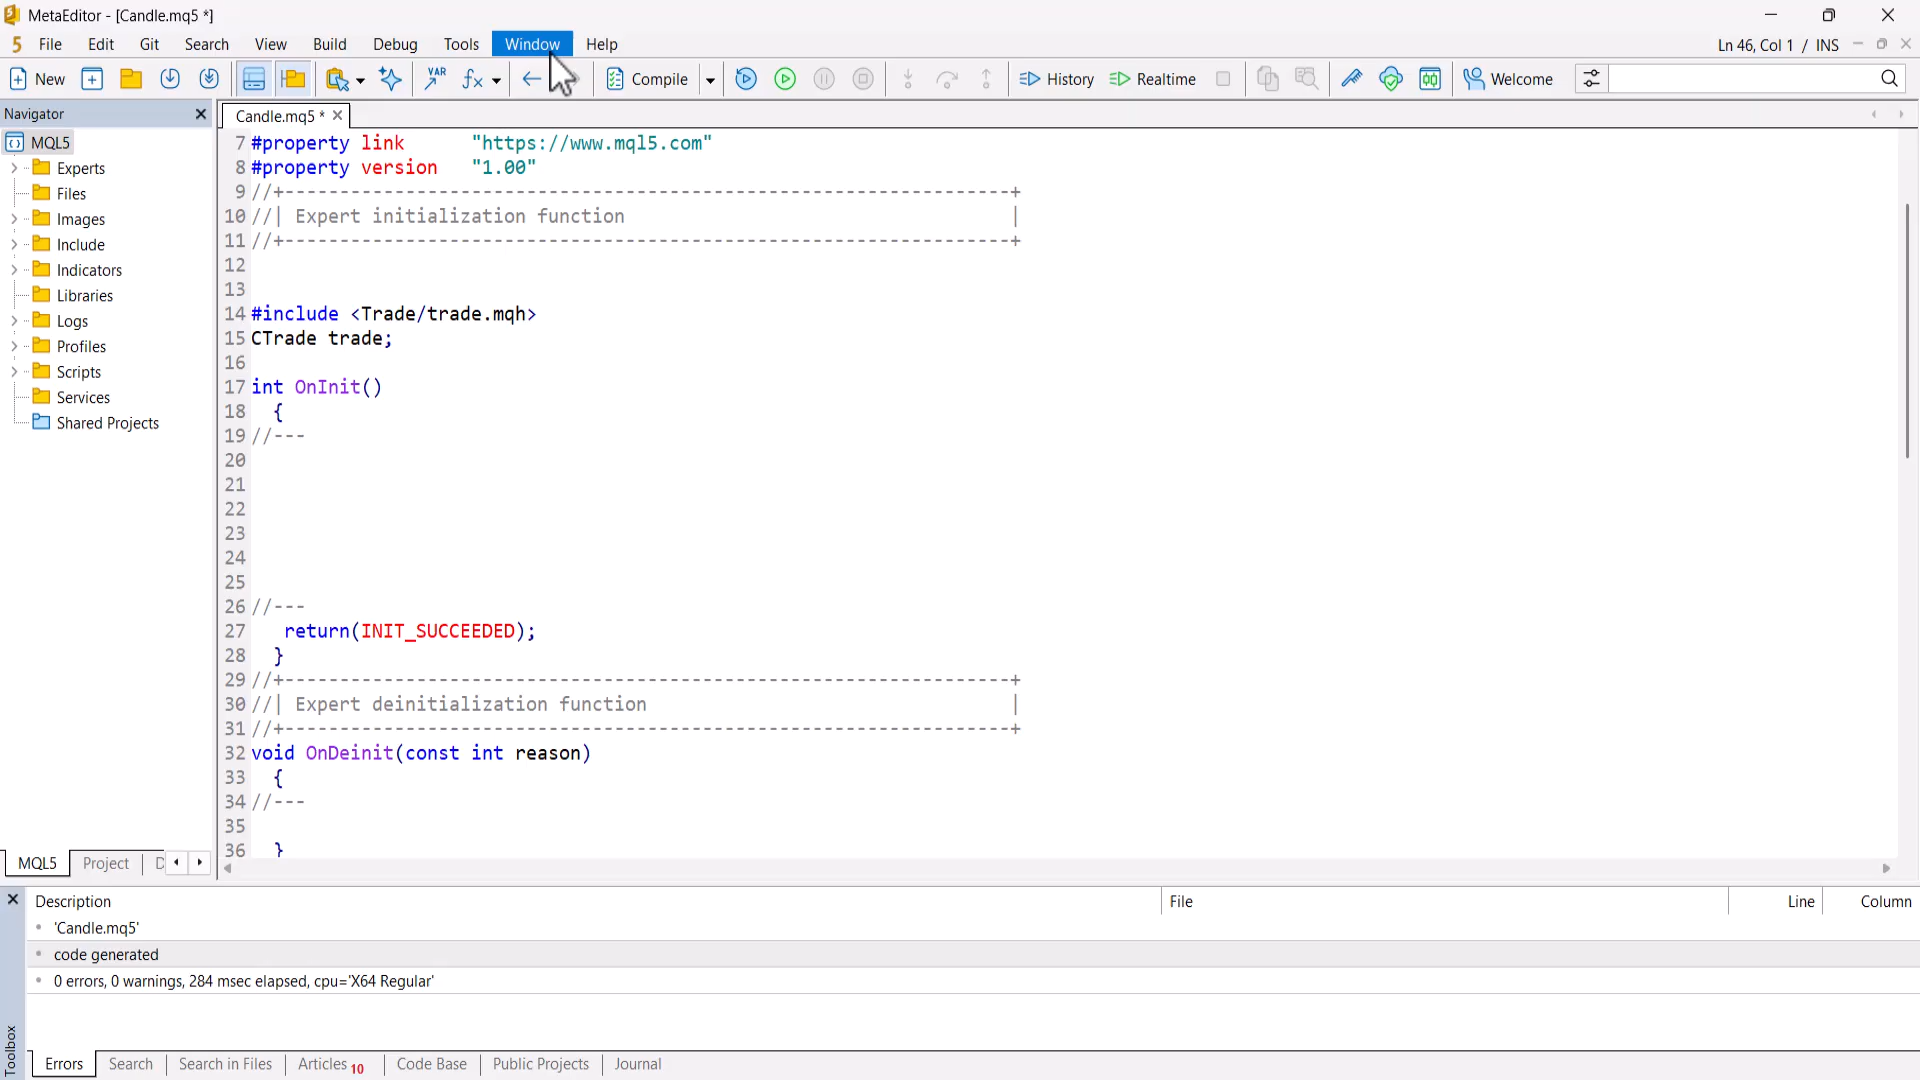 MetaEditor - [Candle.mq5 *]
5 File Edit Git Search View Build Debug Tools Window Help Ln 46, Col 1 / INS
New VAR fx Compile History Realtime Welcome
Navigator
MQL5
Experts
Files
Images
Include
Indicators
Libraries
Logs
Profiles
Scripts
Services
Shared Projects
MQL5 Project D
Candle.mq5 *
7 #property link "https://www.mql5.com"
8 #property version "1.00"
9 //+------------------------------------------------------------------+
10 //| Expert initialization function |
11 //+------------------------------------------------------------------+
12
13
14 #include <Trade/trade.mqh>
15 CTrade trade;
16
17 int OnInit()
18 {
19 //---
20
21
22
23
24
25
26 //---
27 return(INIT_SUCCEEDED);
28 }
29 //+------------------------------------------------------------------+
30 //| Expert deinitialization function |
31 //+------------------------------------------------------------------+
32 void OnDeinit(const int reason)
33 {
34 //---
35
36 }
Description File Line Column
'Candle.mq5'
code generated
0 errors, 0 warnings, 284 msec elapsed, cpu='X64 Regular'
Toolbox
Errors Search Search in Files Articles 10 Code Base Public Projects Journal